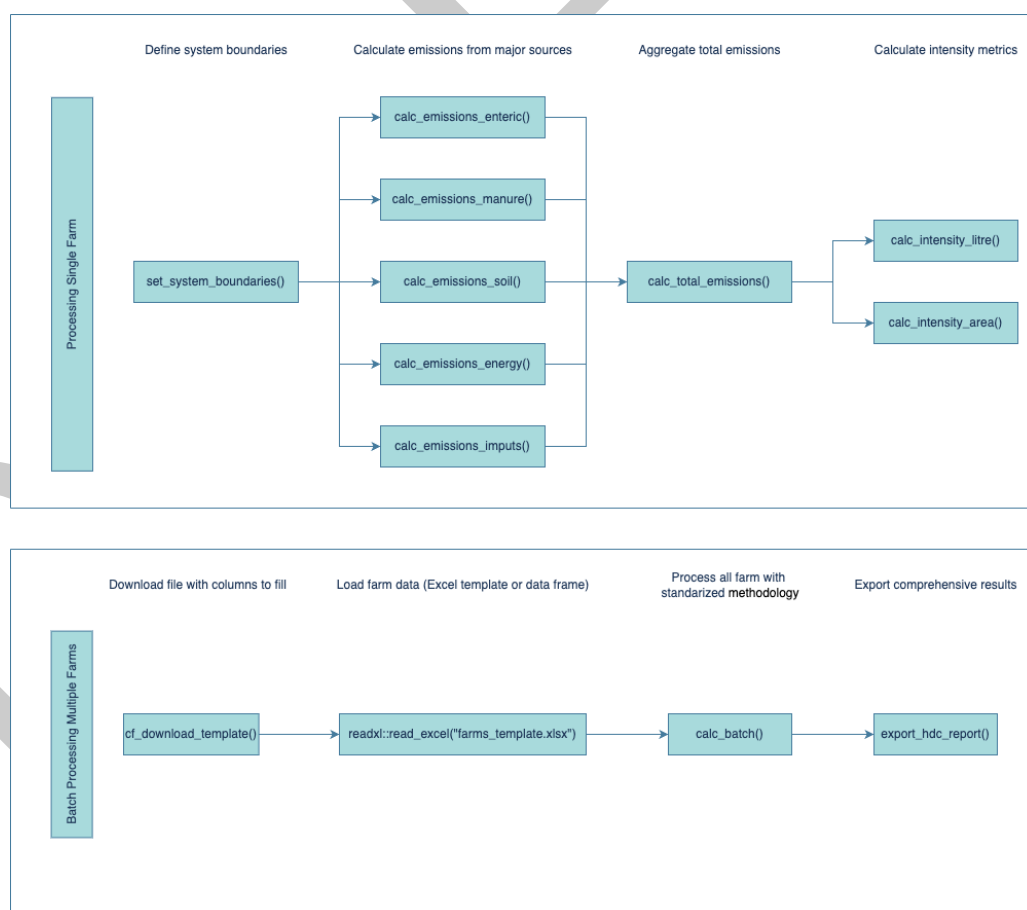 Define system boundaries
Calculate emissions from major sources
Aggregate total emissions
Calculate intensity metrics
Processing Single Farm
set_system_boundaries()
calc_emissions_enteric()
calc_emissions_manure()
calc_emissions_soil()
calc_emissions_energy()
calc_emissions_imputs()
calc_total_emissions()
calc_intensity_litre()
calc_intensity_area()
Download file with columns to fill
Load farm data (Excel template or data frame)
Process all farm with
standarized methodology
Export comprehensive results
Batch Processing Multiple Farms
cf_download_template()
readxl::read_excel("farms_template.xlsx")
calc_batch()
export_hdc_report()